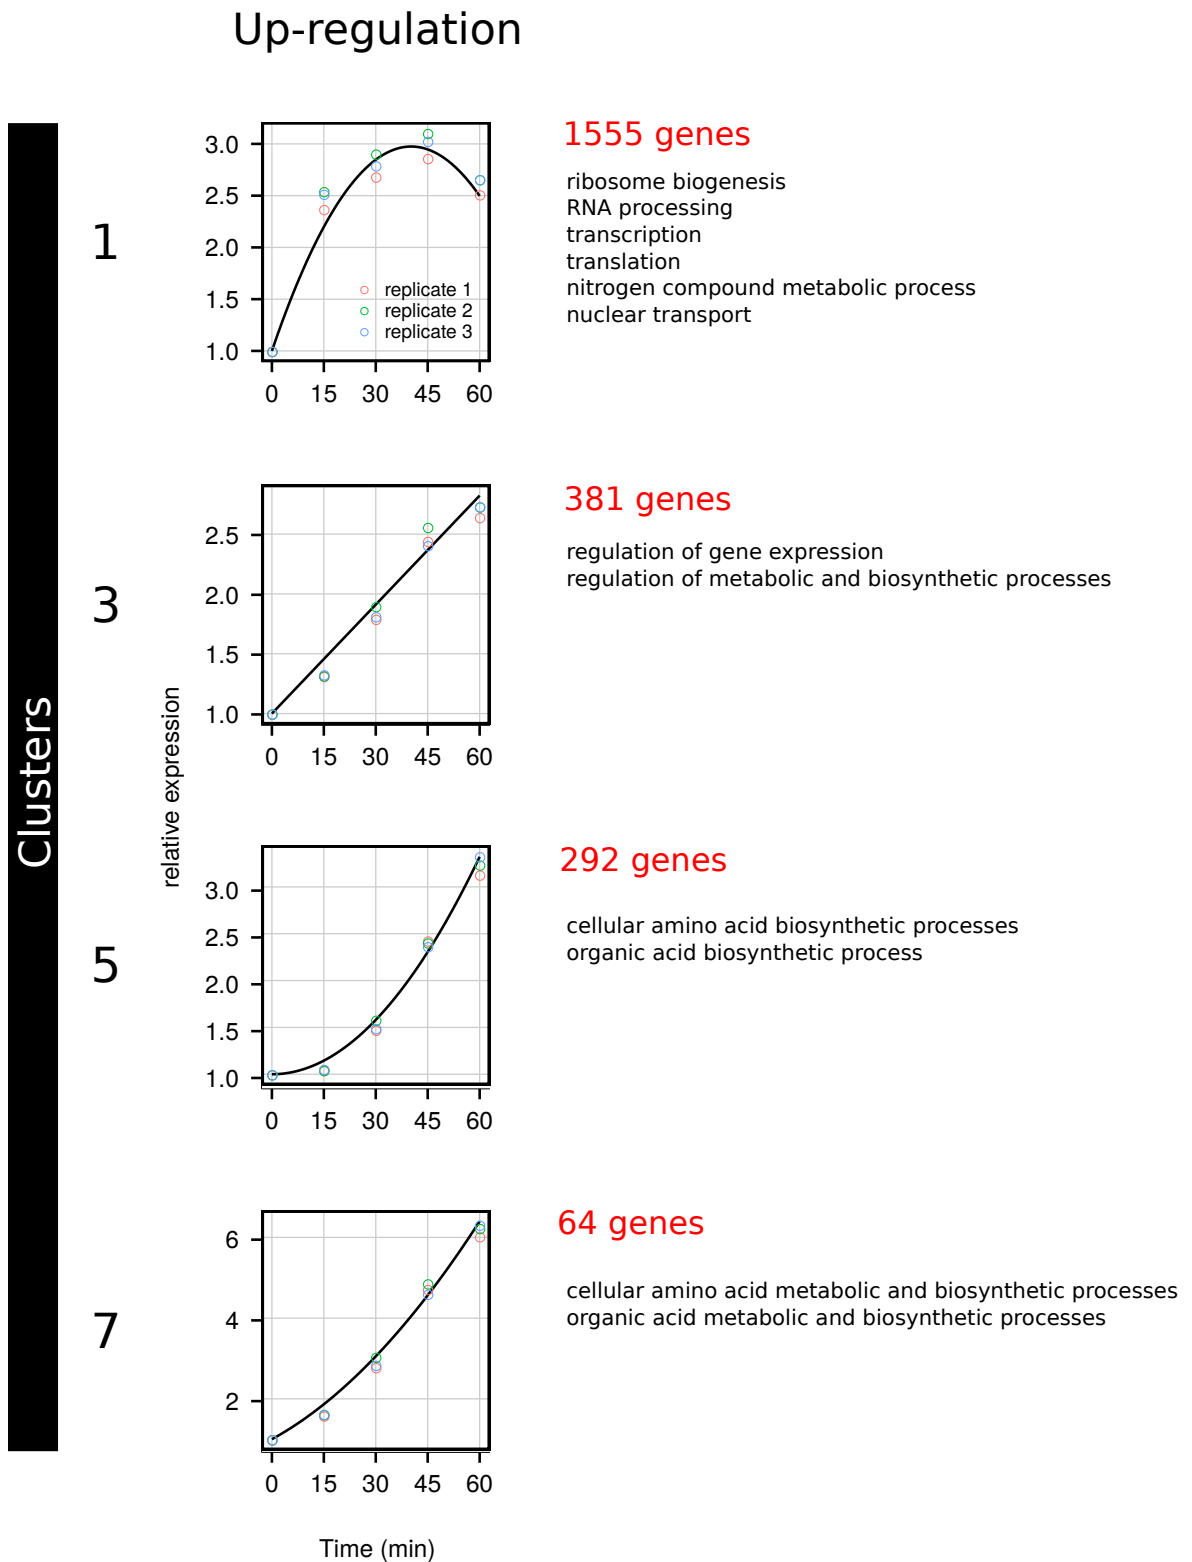 Up-regulation
Clusters
relative expression
1
3.0
2.5
2.0
1.5
1.0
replicate 1
replicate 2
replicate 3
0 15 30 45 60
1555 genes
ribosome biogenesis
RNA processing
transcription
translation
nitrogen compound metabolic process
nuclear transport
3
2.5
2.0
1.5
1.0
0 15 30 45 60
381 genes
regulation of gene expression
regulation of metabolic and biosynthetic processes
5
3.0
2.5
2.0
1.5
1.0
0 15 30 45 60
292 genes
cellular amino acid biosynthetic processes
organic acid biosynthetic process
7
6
4
2
0 15 30 45 60
64 genes
cellular amino acid metabolic and biosynthetic processes
organic acid metabolic and biosynthetic processes
Time (min)